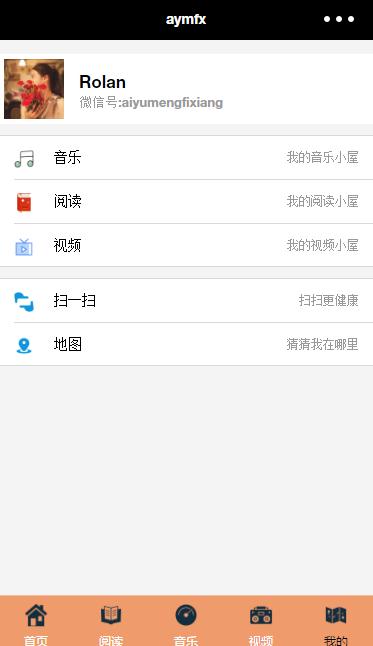 aymfx
Rolan
微信号:aiyumengfixiang
音乐 我的音乐小屋
阅读 我的阅读小屋
视频 我的视频小屋
扫一扫 扫扫更健康
地图 猜猜我在哪里
首页 阅读 音乐 视频 我的